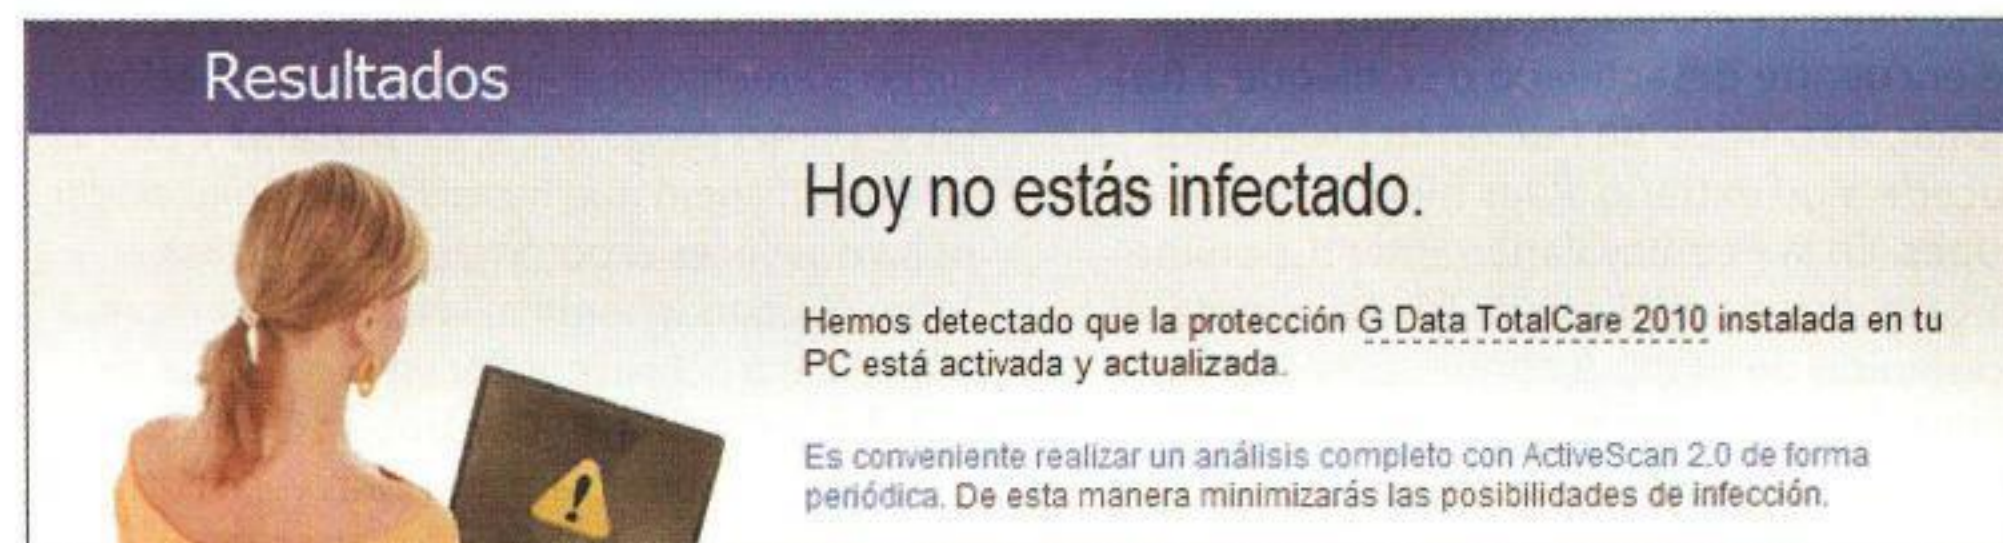 Resultados
Hoy no estás infectado.
Hemos detectado que la protección G Data TotalCare 2010 instalada en tu
PC está activada y actualizada.
Es conveniente realizar un análisis completo con ActiveScan 2.0 de forma
periódica. De esta manera minimizarás las posibilidades de infección.